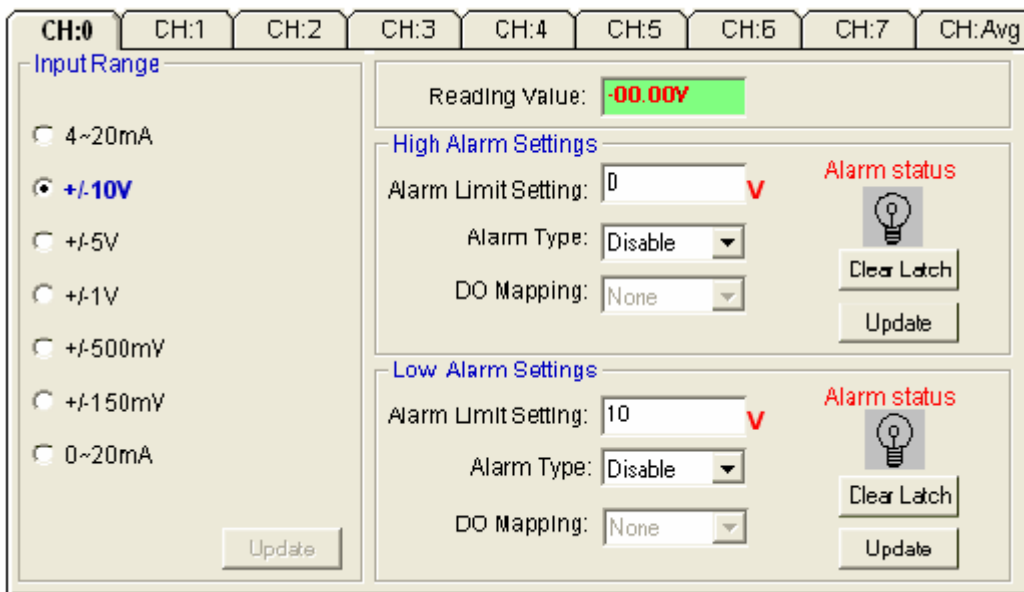 CH:0 CH:1 CH:2 CH:3 CH:4 CH:5 CH:6 CH:7 CH:Avg
Input Range
4~20mA
+/-10V
+/-5V
+/-1V
+/-500mV
+/-150mV
0~20mA
Update
Reading Value: -00.00V
High Alarm Settings
Alarm Limit Setting: 0 V
Alarm Type: Disable
DO Mapping: None
Alarm status
Clear Latch
Update
Low Alarm Settings
Alarm Limit Setting: 10 V
Alarm Type: Disable
DO Mapping: None
Alarm status
Clear Latch
Update